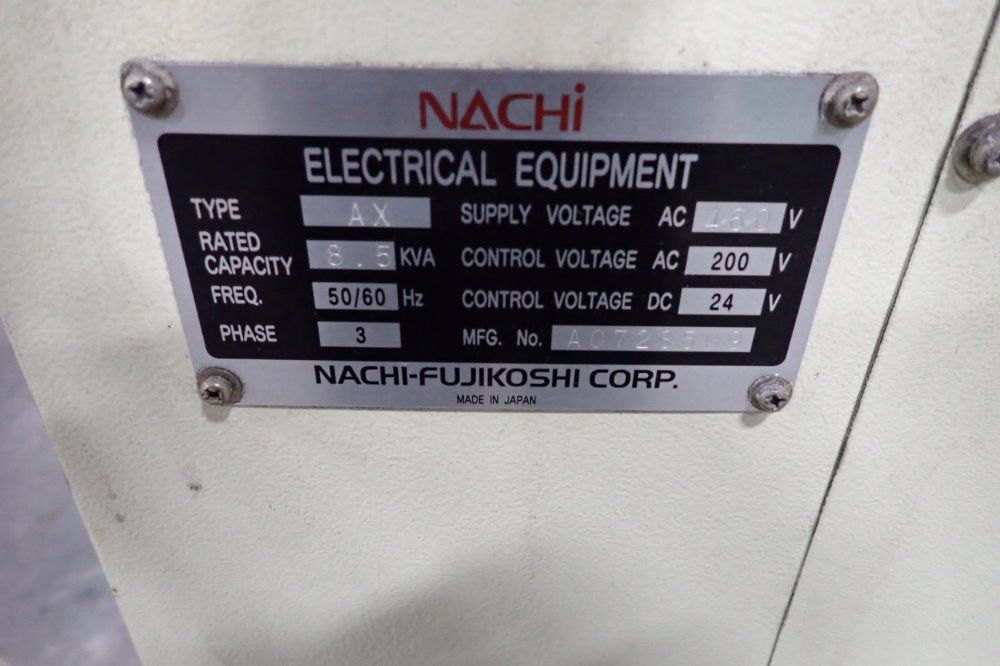 NACHi
ELECTRICAL EQUIPMENT
TYPE AX SUPPLY VOLTAGE AC 460 V
RATED CAPACITY 8.5 KVA CONTROL VOLTAGE AC 200 V
FREQ. 50/60 Hz CONTROL VOLTAGE DC 24 V
PHASE 3 MFG. No.
NACHI-FUJIKOSHI CORP.
MADE IN JAPAN